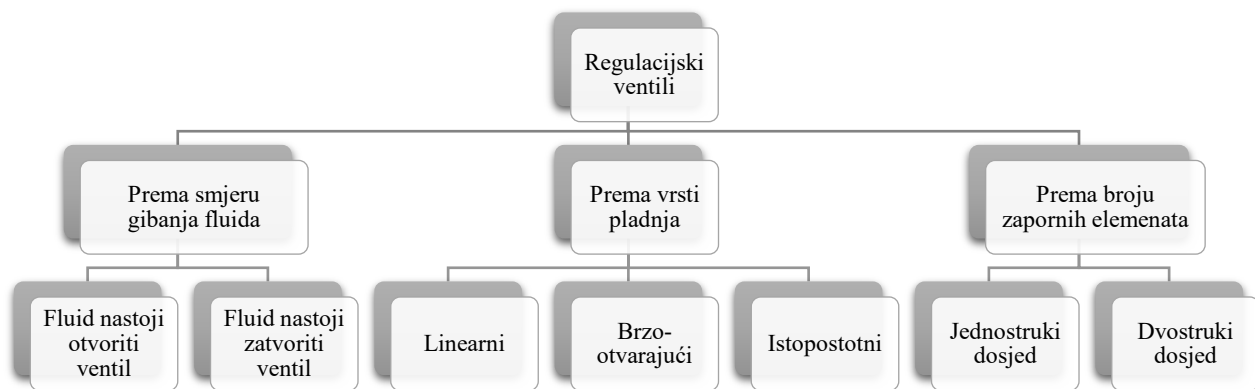 Regulacijski
ventili
Prema smjeru
gibanja fluida
Prema vrsti
pladnja
Prema broju
zapornih elemenata
Fluid nastoji
otvoriti
ventil
Fluid nastoji
zatvoriti
ventil
Linearni
Brzo-
otvarajući
Istopostotni
Jednostruki
dosjed
Dvostruki
dosjed